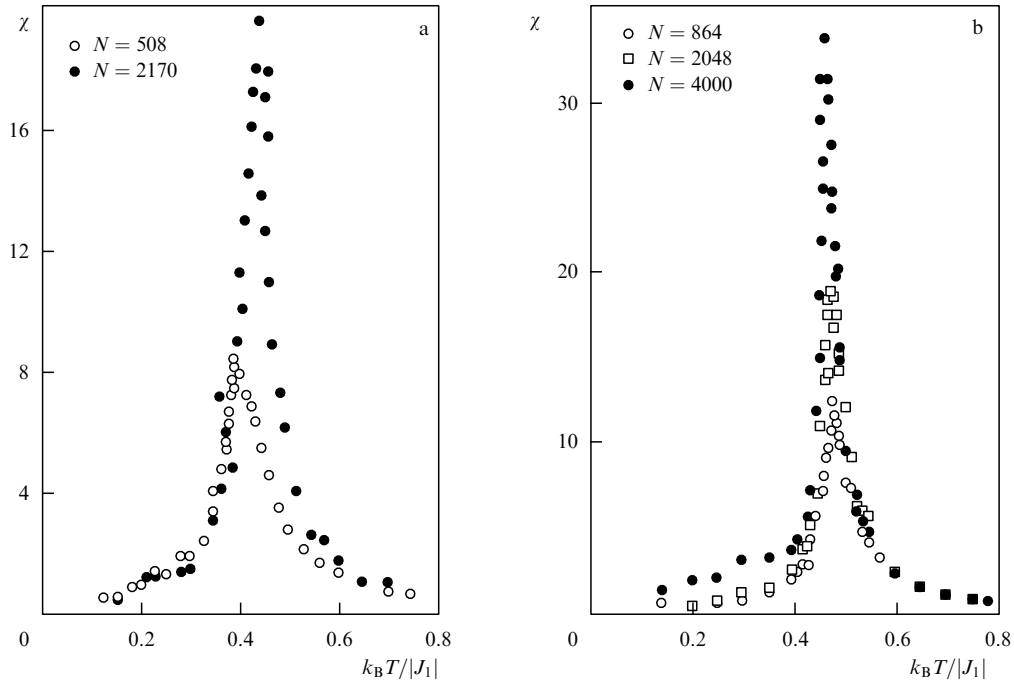 χ
a
N = 508
N = 2170
16
12
8
4
0
0.2
0.4
0.6
0.8
k_B T/|J_1|
χ
b
N = 864
N = 2048
N = 4000
30
20
10
0
0.2
0.4
0.6
0.8
k_B T/|J_1|